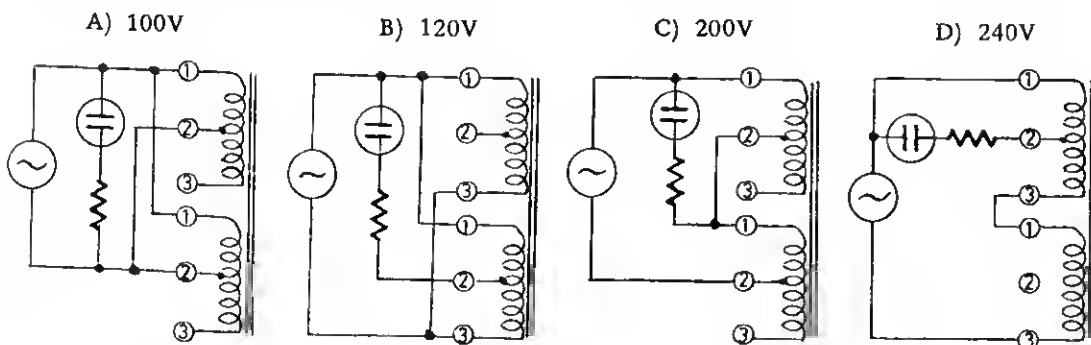 A) 100V
B) 120V
C) 200V
D) 240V
① ② ③ ① ② ③
① ② ③ ① ② ③
① ② ③ ① ② ③
① ② ③ ① ② ③